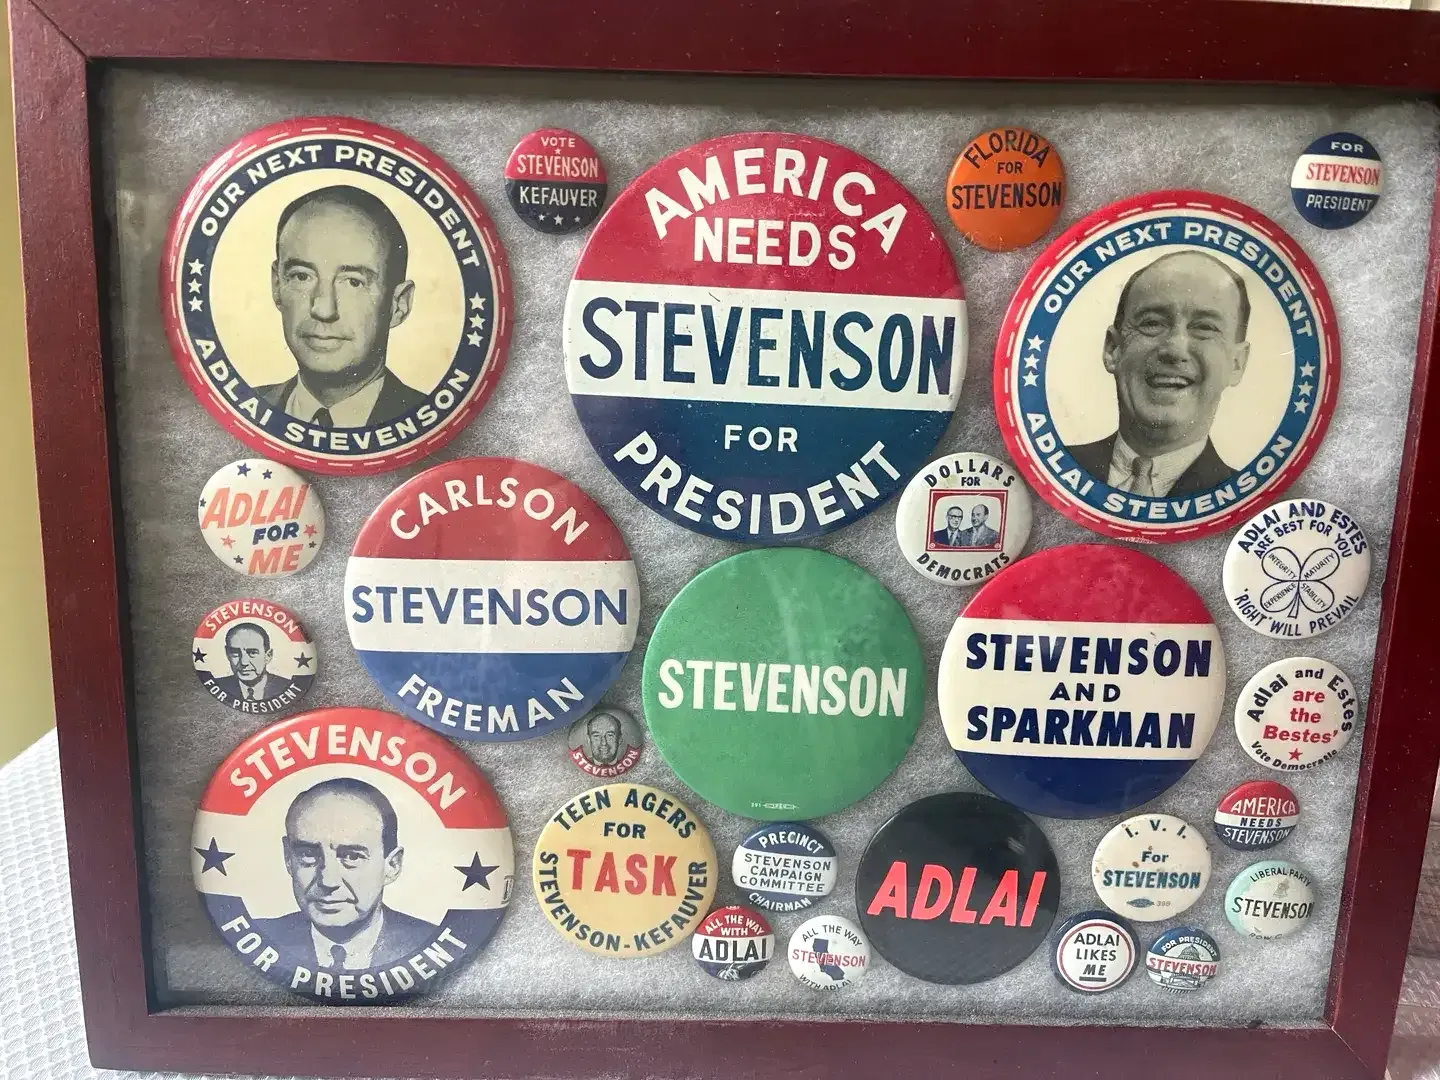 OUR NEXT PRESIDENT
ADLAI STEVENSON
VOTE
STEVENSON
KEFAUVER
AMERICA
NEEDS
STEVENSON
FOR
PRESIDENT
FLORIDA
FOR
STEVENSON
OUR NEXT PRESIDENT
ADLAI STEVENSON
FOR
STEVENSON
PRESIDENT
ADLAI
FOR
ME
CARLSON
STEVENSON
FREEMAN
DOLLARS
FOR
DEMOCRATS
ADLAI AND ESTES
ARE BEST FOR YOU
INTEGRITY
MATURITY
EXPERIENCE
STABILITY
RIGHT WILL PREVAIL
STEVENSON
FOR PRESIDENT
STEVENSON
STEVENSON
STEVENSON
AND
SPARKMAN
Adlai and Estes
are
the
Bestes'
Vote Democratic
STEVENSON
FOR PRESIDENT
TEEN AGERS
FOR
TASK
STEVENSON-KEFAUVER
PRECINCT
STEVENSON
CAMPAIGN
COMMITTEE
CHAIRMAN
ALL THE WAY
WITH
ADLAI
ALL THE WAY
STEVENSON
WITH ADLAI
ADLAI
I. V. I.
For
STEVENSON
AMERICA
NEEDS
STEVENSON
LIBERAL PARTY
STEVENSON
ADLAI
LIKES
ME
FOR PRESIDENT
STEVENSON